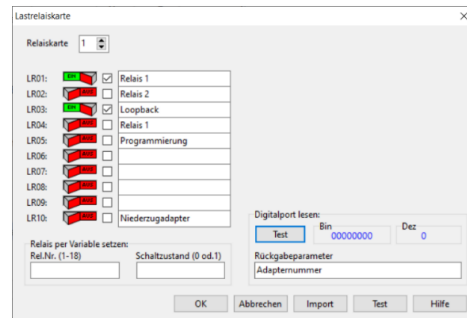 Lastrelaiskarte
Relaiskarte 1
LR01: EIN Relais 1
LR02: AUS Relais 2
LR03: EIN Loopback
LR04: AUS Relais 1
LR05: AUS Programmierung
LR06: AUS
LR07: AUS
LR08: AUS
LR09: AUS
LR10: AUS Niederzugadapter
Relais per Variable setzen:
Rel.Nr. (1-18) Schaltzustand (0 od.1)
Digitalport lesen:
Test Bin 00000000 Dez 0
Rückgabeparameter
Adapternummer
OK Abbrechen Import Test Hilfe